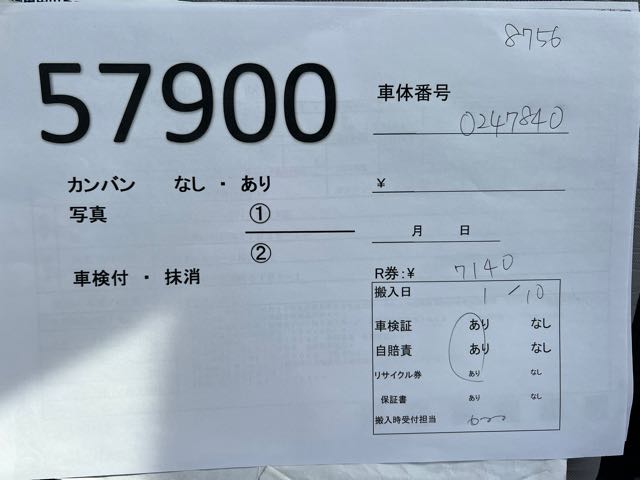 8756
57900
車体番号
0247840
カンバン なし ・ あり
¥
写真 ①
②
月 日
車検付 ・ 抹消
R券:¥ 7140
搬入日 1/10
車検証 あり なし
自賠責 あり なし
リサイクル券 あり なし
保証書 あり なし
搬入時受付担当